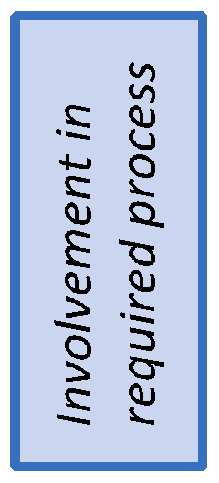 Involvement in
required process